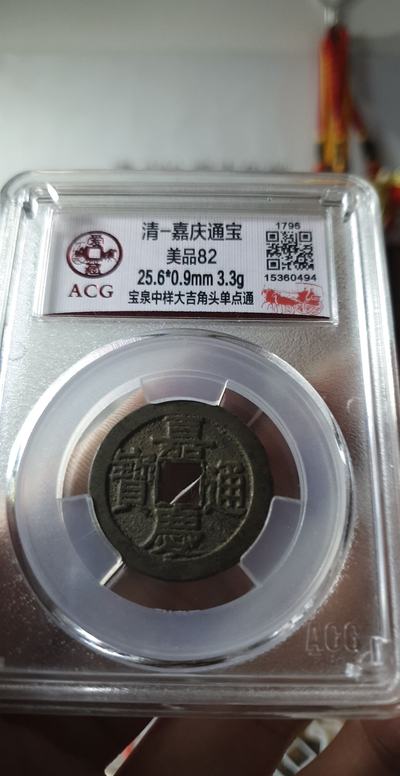 清-嘉庆通宝
美品82
25.6*0.9mm 3.3g
宝泉中样大吉角头单点通
ACG
1796
15360494
嘉
慶
通
寶
ACG